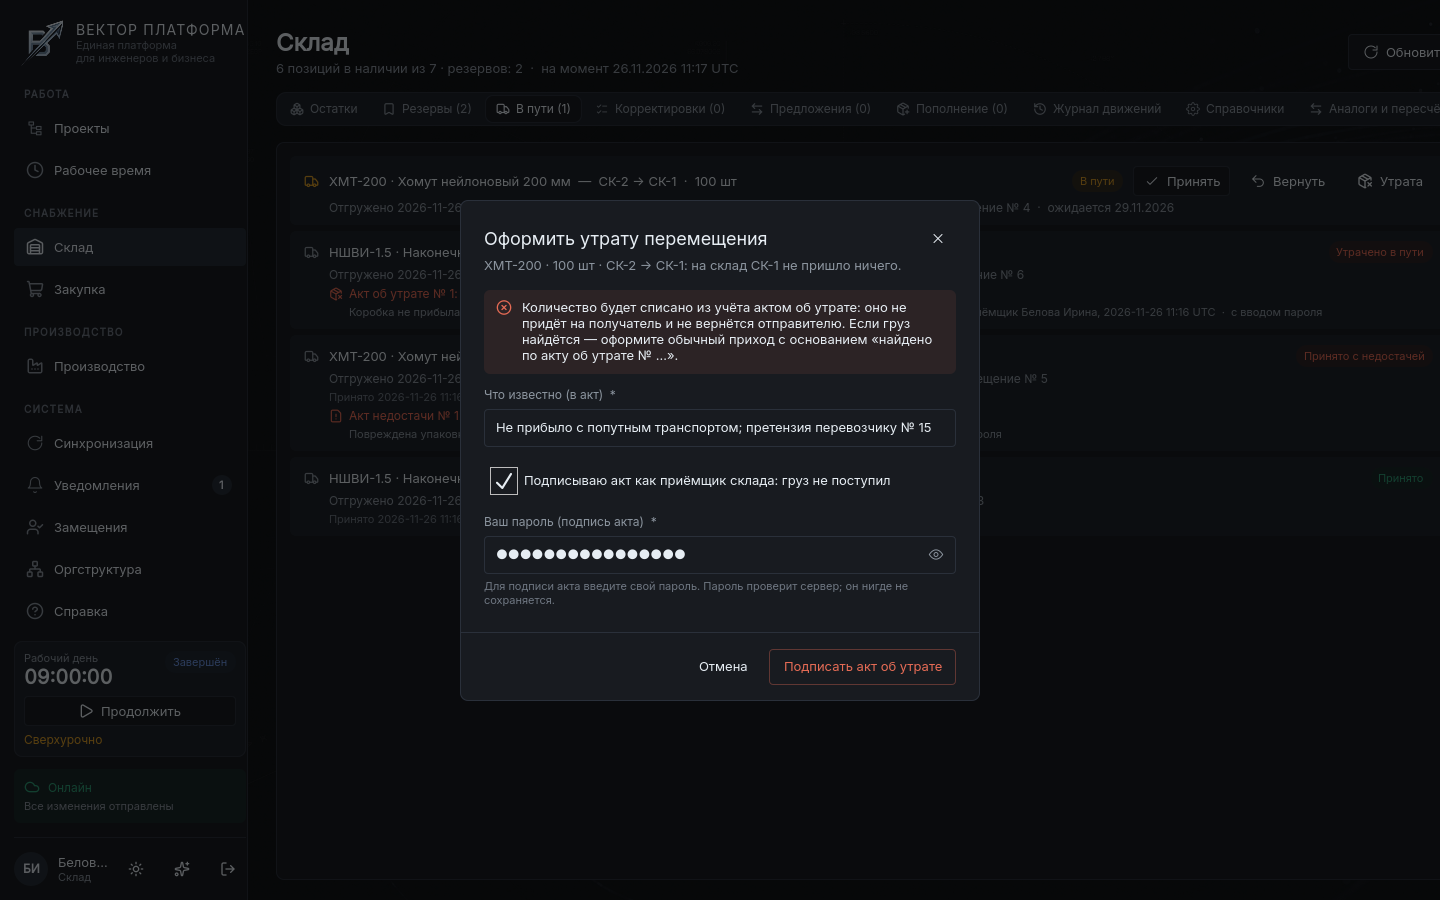 ВЕКТОР ПЛАТФОРМА
Единая платформа
для инженеров и бизнеса
РАБОТА
Проекты
Рабочее время
СНАБЖЕНИЕ
Склад
Закупка
ПРОИЗВОДСТВО
Производство
СИСТЕМА
Синхронизация
Уведомления 1
Замещения
Оргструктура
Справка
Рабочий день Завершён
09:00:00
Продолжить
Сверхурочно
Онлайн
Все изменения отправлены
БИ Белов...
Склад
Склад
6 позиций в наличии из 7 · резервов: 2 · на момент 26.11.2026 11:17 UTC
Обновит
Остатки Резервы (2) В пути (1) Корректировки (0) Предложения (0) Пополнение (0) Журнал движений Справочники Аналоги и пересчё
ХМТ-200 · Хомут нейлоновый 200 мм — СК-2 → СК-1 · 100 шт В пути Принять Вернуть Утрата
Отгружено 2026-11-26 ние № 4 · ожидается 29.11.2026
НШВИ-1.5 · Наконечн Утрачено в пути
Отгружено 2026-11-26 ние № 6
Акт об утрате № 1:
Коробка не прибыла ёмщик Белова Ирина, 2026-11-26 11:16 UTC · с вводом пароля
ХМТ-200 · Хомут ней Принято с недостачей
Отгружено 2026-11-26 щение № 5
Принято 2026-11-26 11:16
Акт недостачи № 1
Повреждена упаковк роля
НШВИ-1.5 · Наконечн Принято
Отгружено 2026-11-26 3
Принято 2026-11-26 11:16
Оформить утрату перемещения
ХМТ-200 · 100 шт · СК-2 → СК-1: на склад СК-1 не пришло ничего.
Количество будет списано из учёта актом об утрате: оно не
придёт на получатель и не вернётся отправителю. Если груз
найдётся — оформите обычный приход с основанием «найдено
по акту об утрате № ...».
Что известно (в акт) *
Не прибыло с попутным транспортом; претензия перевозчику № 15
Подписываю акт как приёмщик склада: груз не поступил
Ваш пароль (подпись акта) *
●●●●●●●●●●●●●●●●
Для подписи акта введите свой пароль. Пароль проверит сервер; он нигде не
сохраняется.
Отмена Подписать акт об утрате